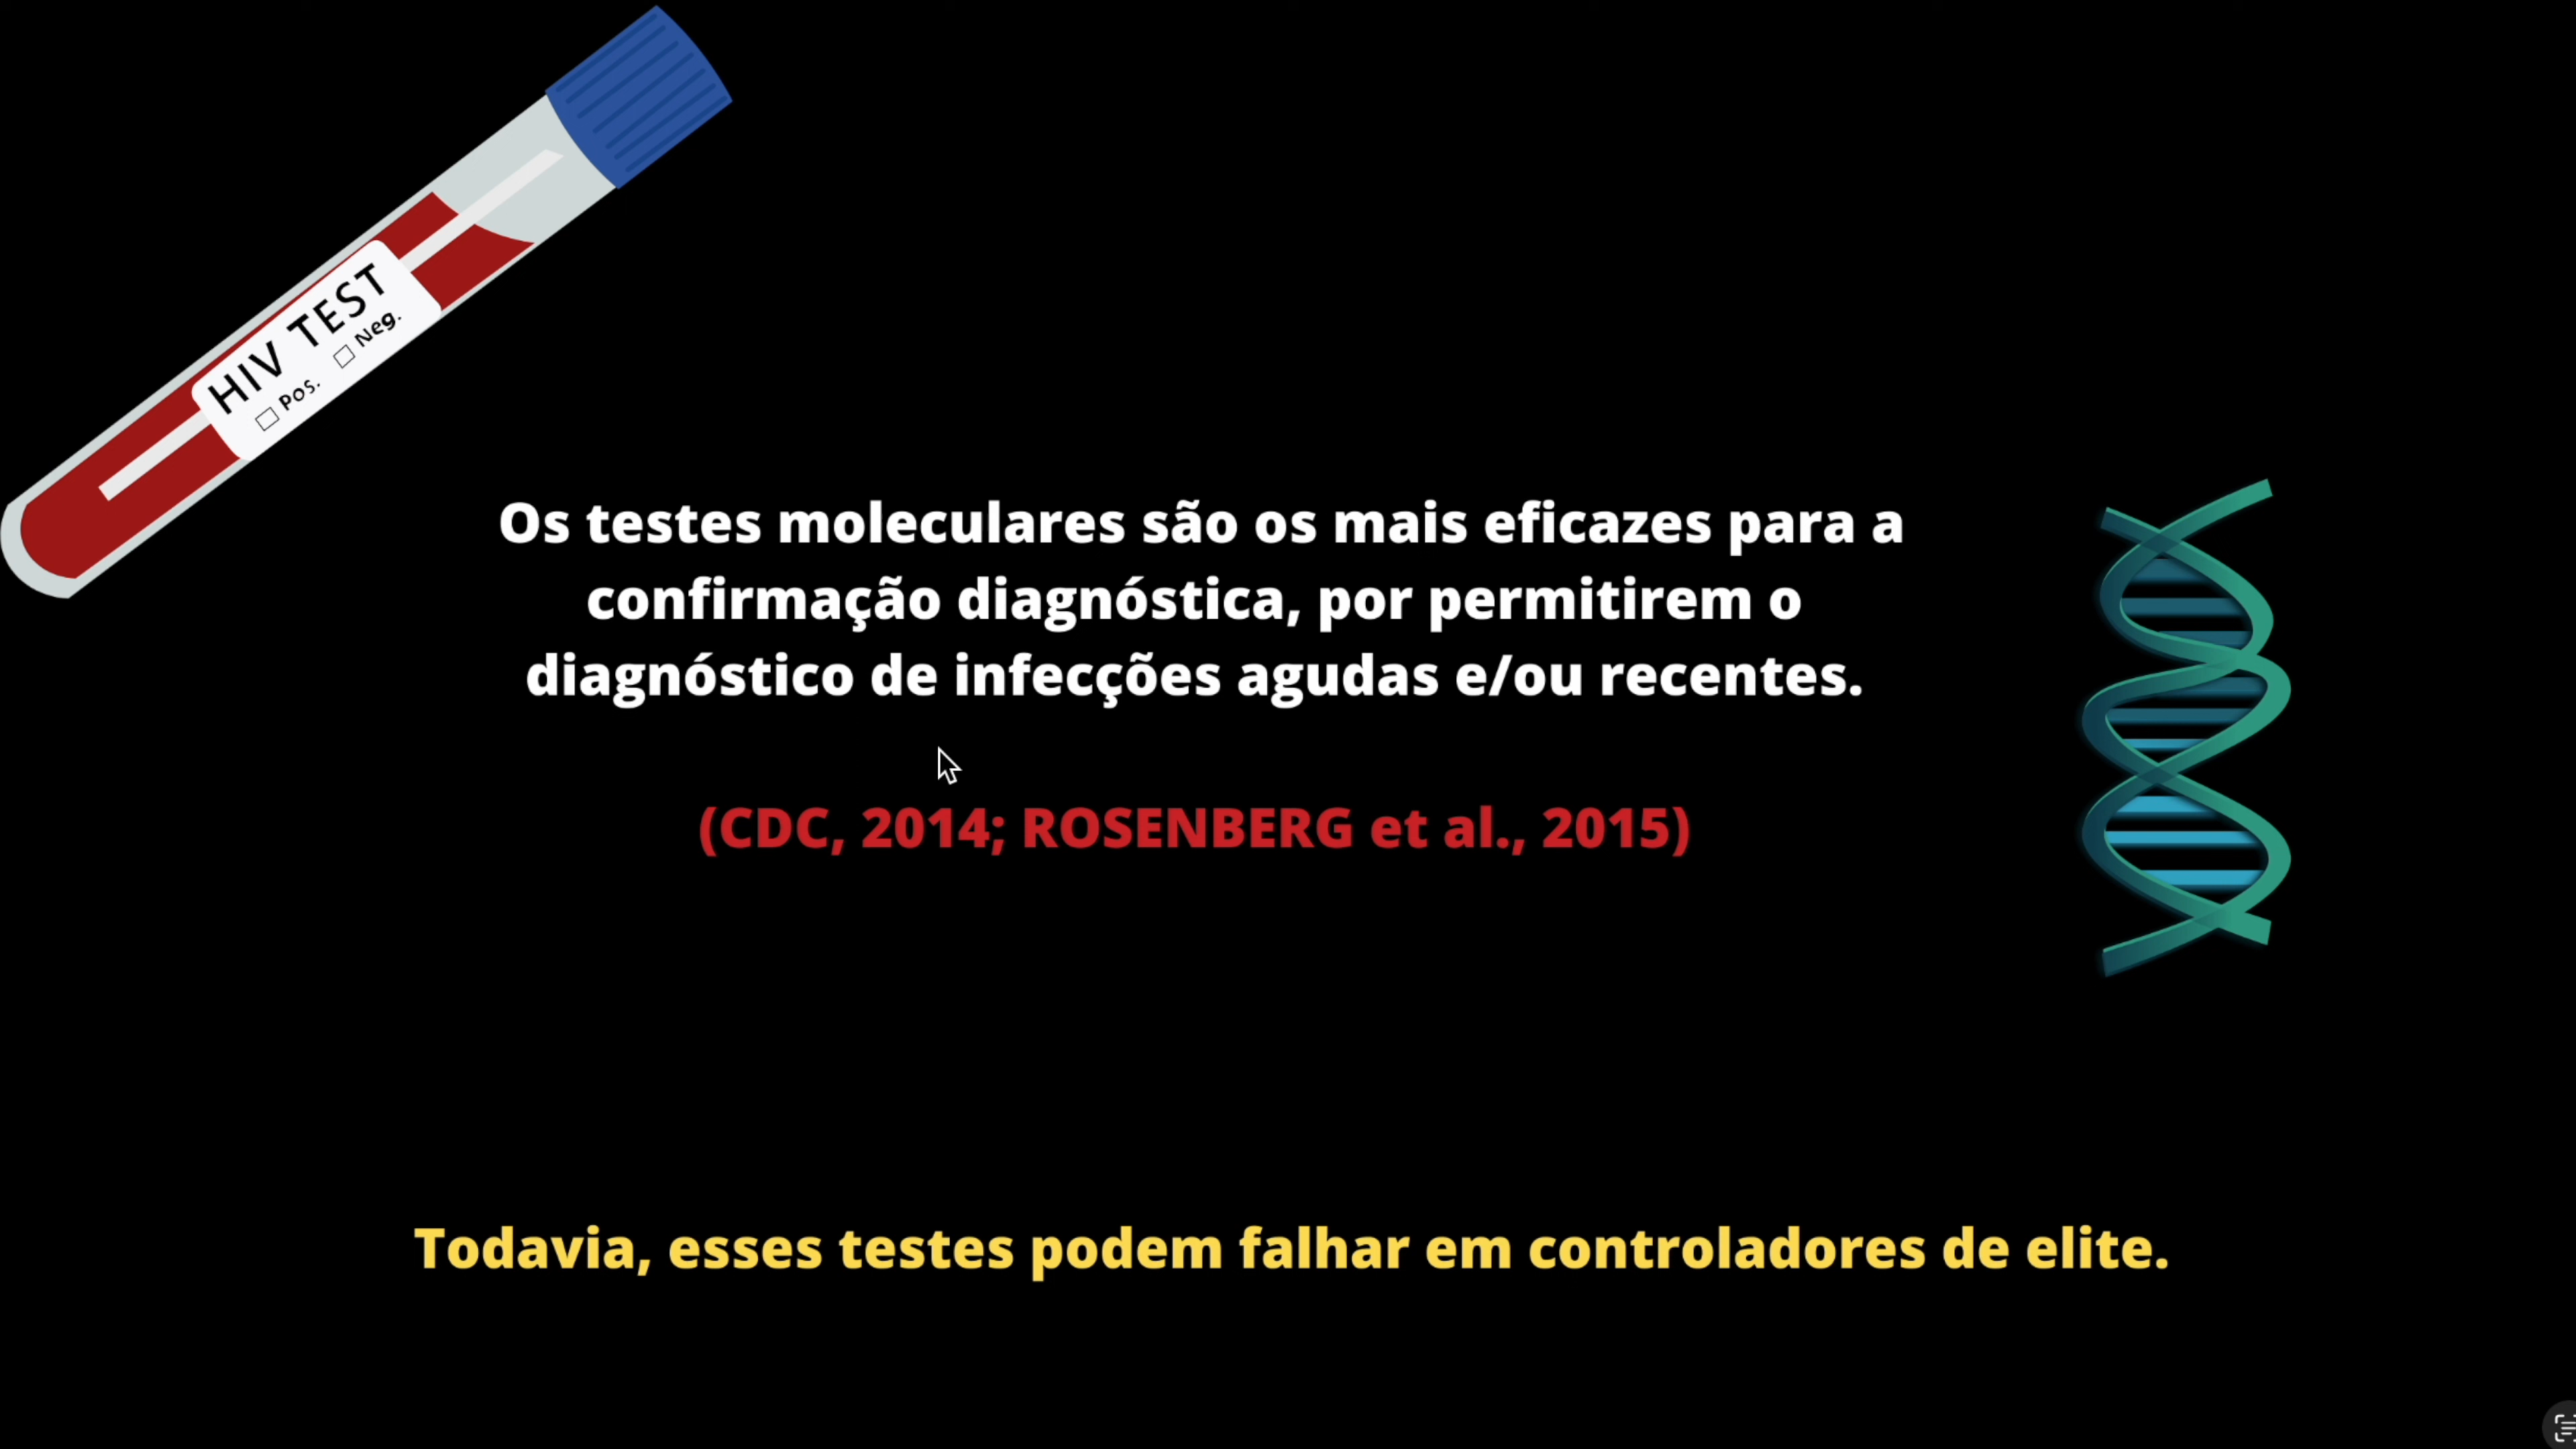 HIV TEST
Pos. Neg.
Os testes moleculares são os mais eficazes para a
confirmação diagnóstica, por permitirem o
diagnóstico de infecções agudas e/ou recentes.
(CDC, 2014; ROSENBERG et al., 2015)
Todavia, esses testes podem falhar em controladores de elite.